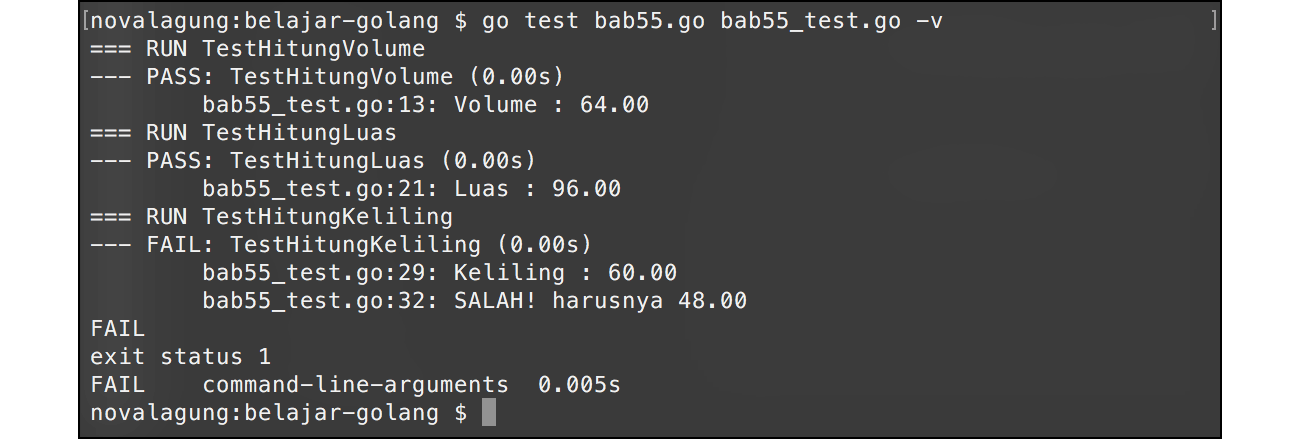 [novalagung:belajar-golang $ go test bab55.go bab55_test.go -v ]
=== RUN TestHitungVolume
--- PASS: TestHitungVolume (0.00s)
        bab55_test.go:13: Volume : 64.00
=== RUN TestHitungLuas
--- PASS: TestHitungLuas (0.00s)
        bab55_test.go:21: Luas : 96.00
=== RUN TestHitungKeliling
--- FAIL: TestHitungKeliling (0.00s)
        bab55_test.go:29: Keliling : 60.00
        bab55_test.go:32: SALAH! harusnya 48.00
FAIL
exit status 1
FAIL    command-line-arguments  0.005s
novalagung:belajar-golang $